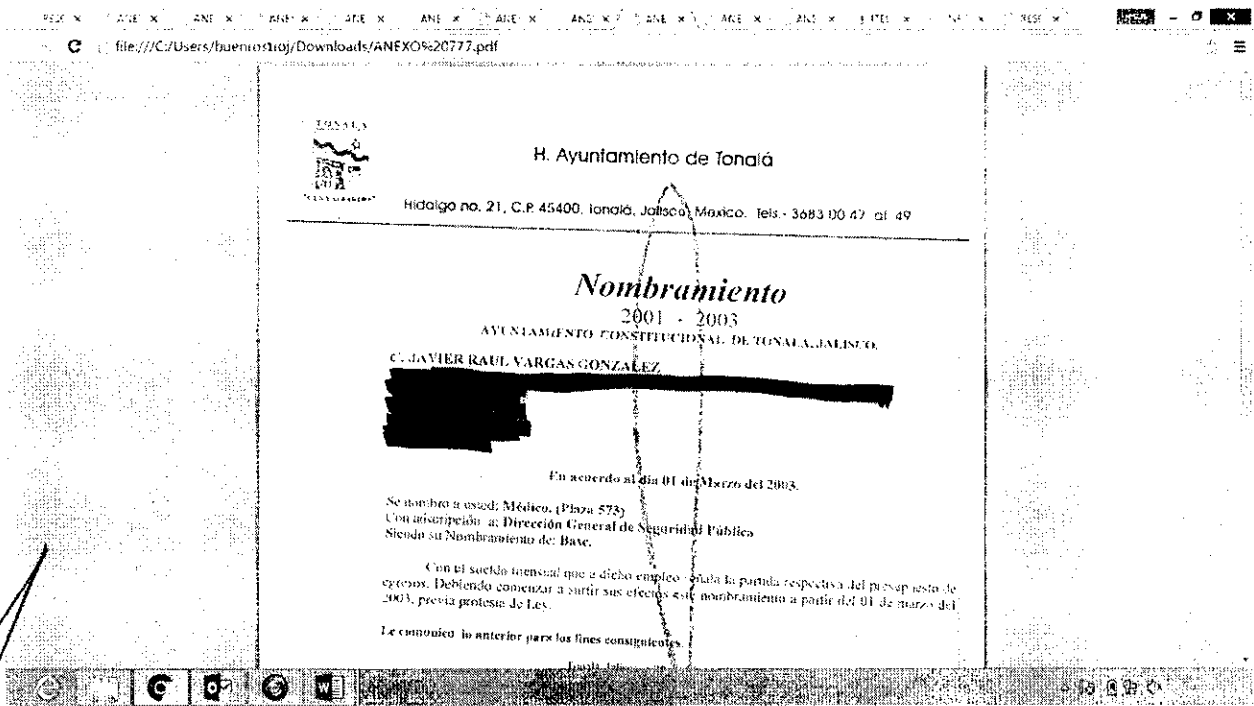 file:///C:/Users/buenrostroj/Downloads/ANEXO%20777.pdf
TONALA
H. Ayuntamiento de Tonalá
Hidalgo no. 21, C.P. 45400, Tonalá, Jalisco, Mexico. Tels.- 3683 00 47 al 49
Nombramiento
2001 - 2003
AYUNTAMIENTO CONSTITUCIONAL DE TONALA, JALISCO.
C. JAVIER RAUL VARGAS GONZALEZ
En acuerdo al día 01 de Marzo del 2003.
Se nombro a usted: Médico. (Plaza 573)
Con adscripción a: Dirección General de Seguridad Pública
Siendo su Nombramiento de: Base.
Con el sueldo mensual que a dicho empleo señala la partida respectiva del presupuesto de
egresos. Debiendo comenzar a surtir sus efectos este nombramiento a partir del 01 de marzo del
2003, previa protesta de Ley.
Le comunico lo anterior para los fines consiguientes.